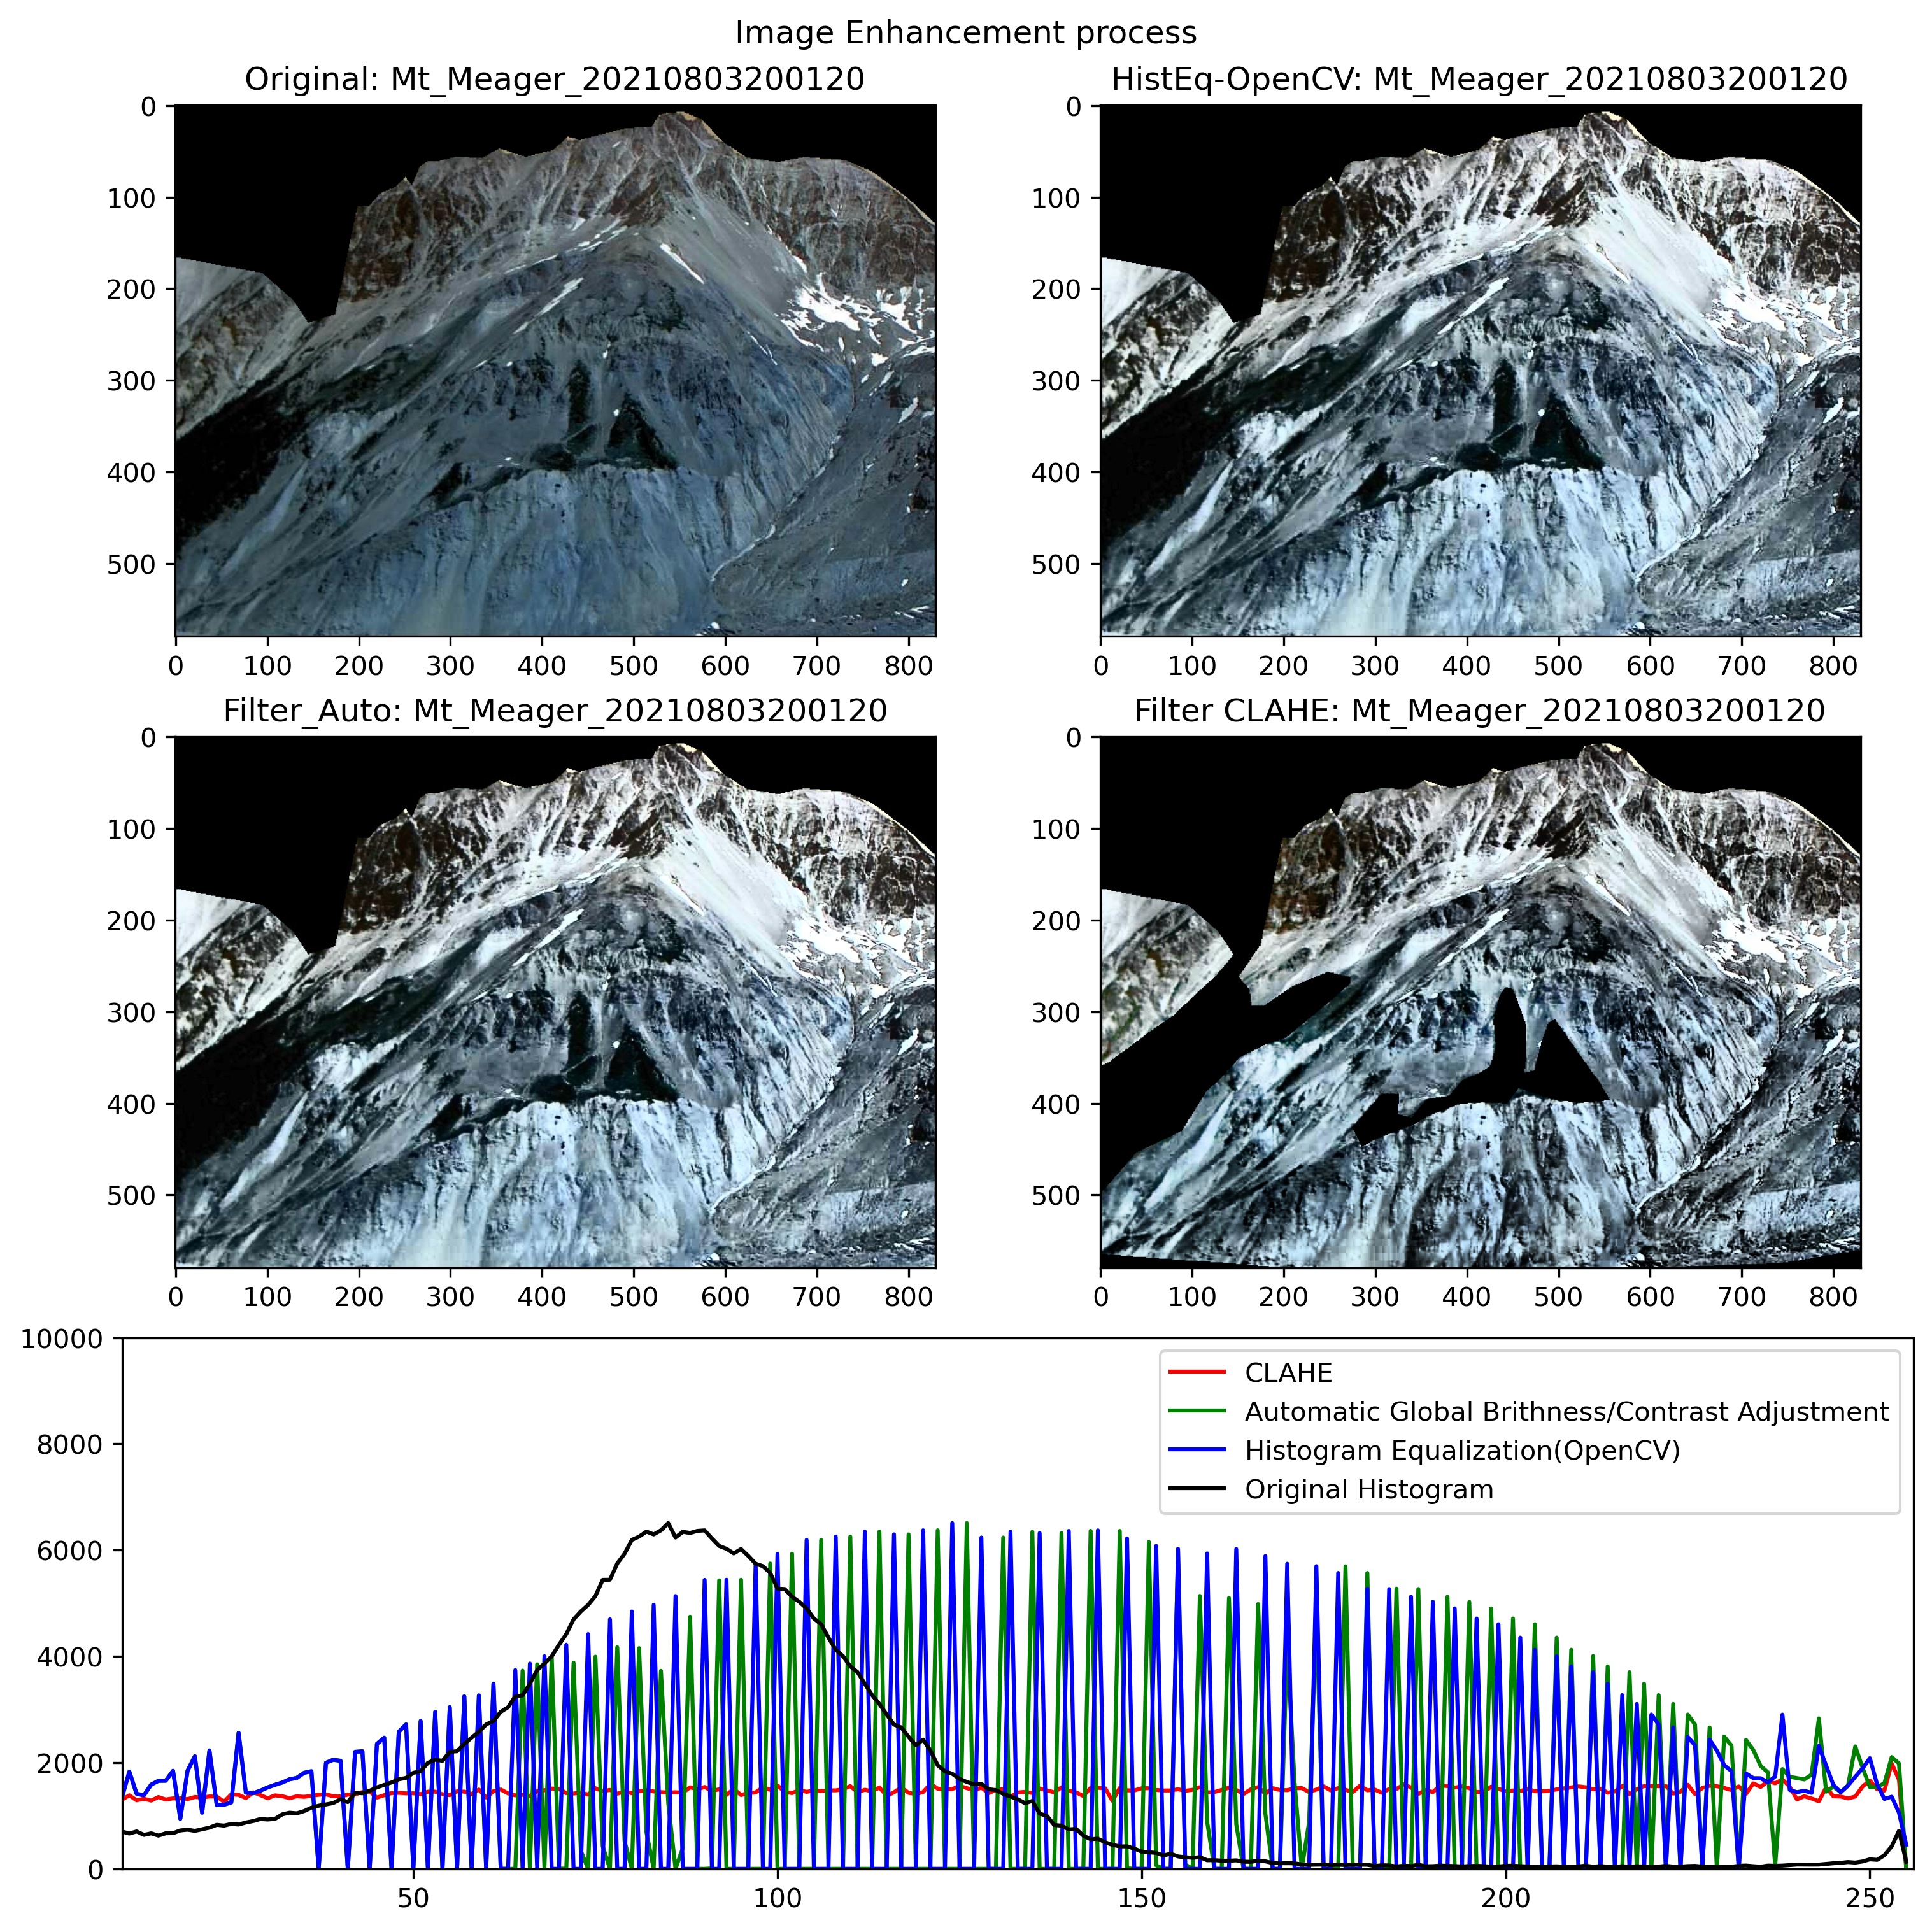 Image Enhancement process
Original: Mt_Meager_20210803200120
0
100
200
300
400
500
0 100 200 300 400 500 600 700 800
HistEq-OpenCV: Mt_Meager_20210803200120
0
100
200
300
400
500
0 100 200 300 400 500 600 700 800
Filter_Auto: Mt_Meager_20210803200120
0
100
200
300
400
500
0 100 200 300 400 500 600 700 800
Filter CLAHE: Mt_Meager_20210803200120
0
100
200
300
400
500
0 100 200 300 400 500 600 700 800
10000
8000
6000
4000
2000
0
50 100 150 200 250
CLAHE
Automatic Global Brithness/Contrast Adjustment
Histogram Equalization(OpenCV)
Original Histogram